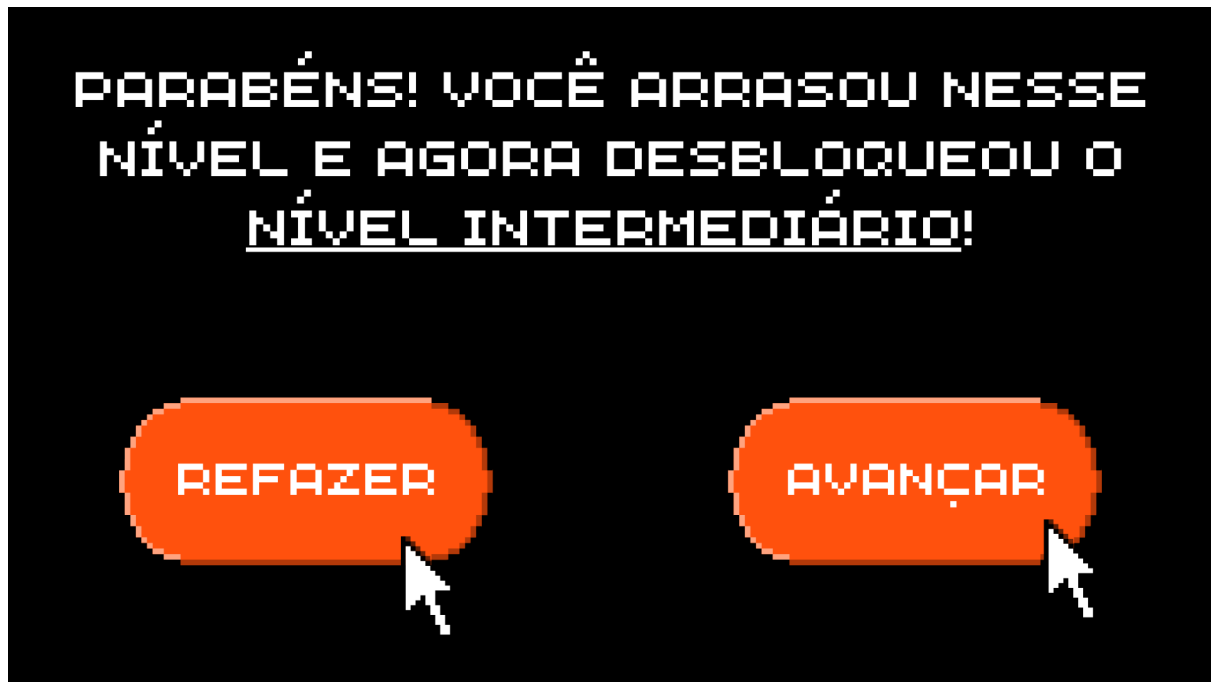 PARABÉNS! VOCÊ ARRASOU NESSE
NÍVEL E AGORA DESBLOQUEOU O
NÍVEL INTERMEDIÁRIO!
REFAZER
AVANÇAR